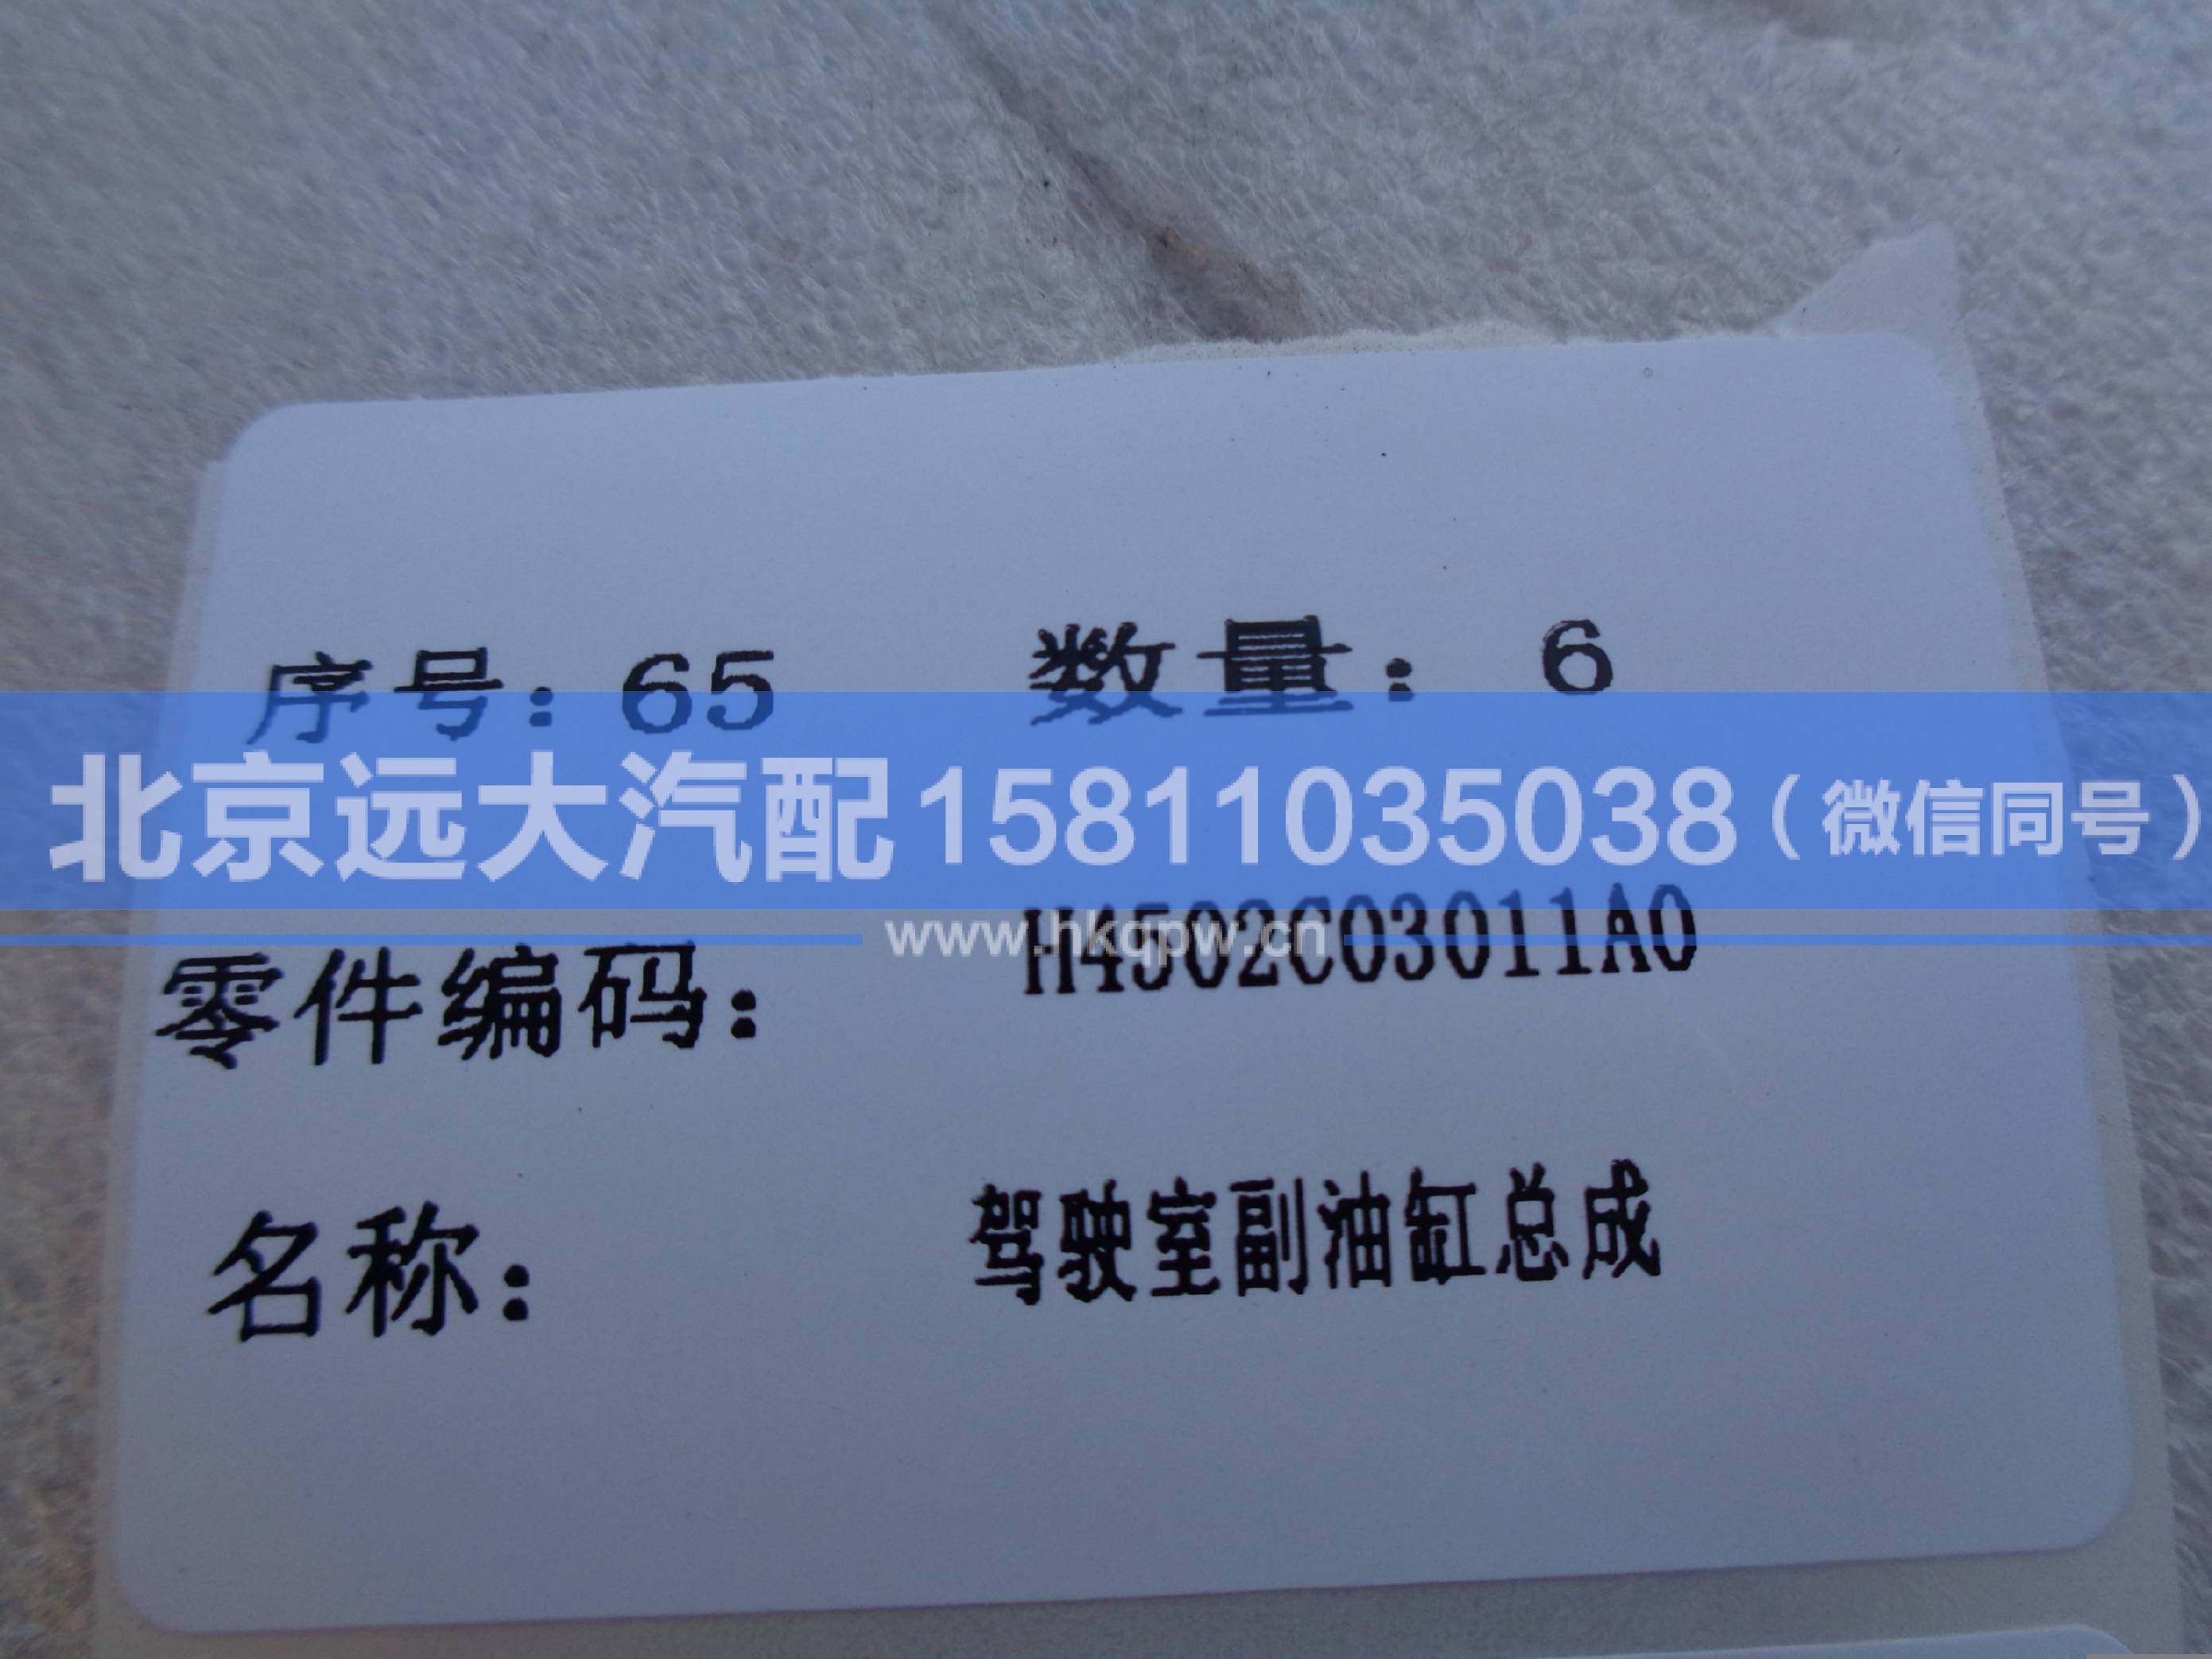 序号：65 数量： 6
北京远大汽配15811035038（微信同号）
www.hkqpw.cn
零件编码： H4502C03011A0
名称： 驾驶室副油缸总成